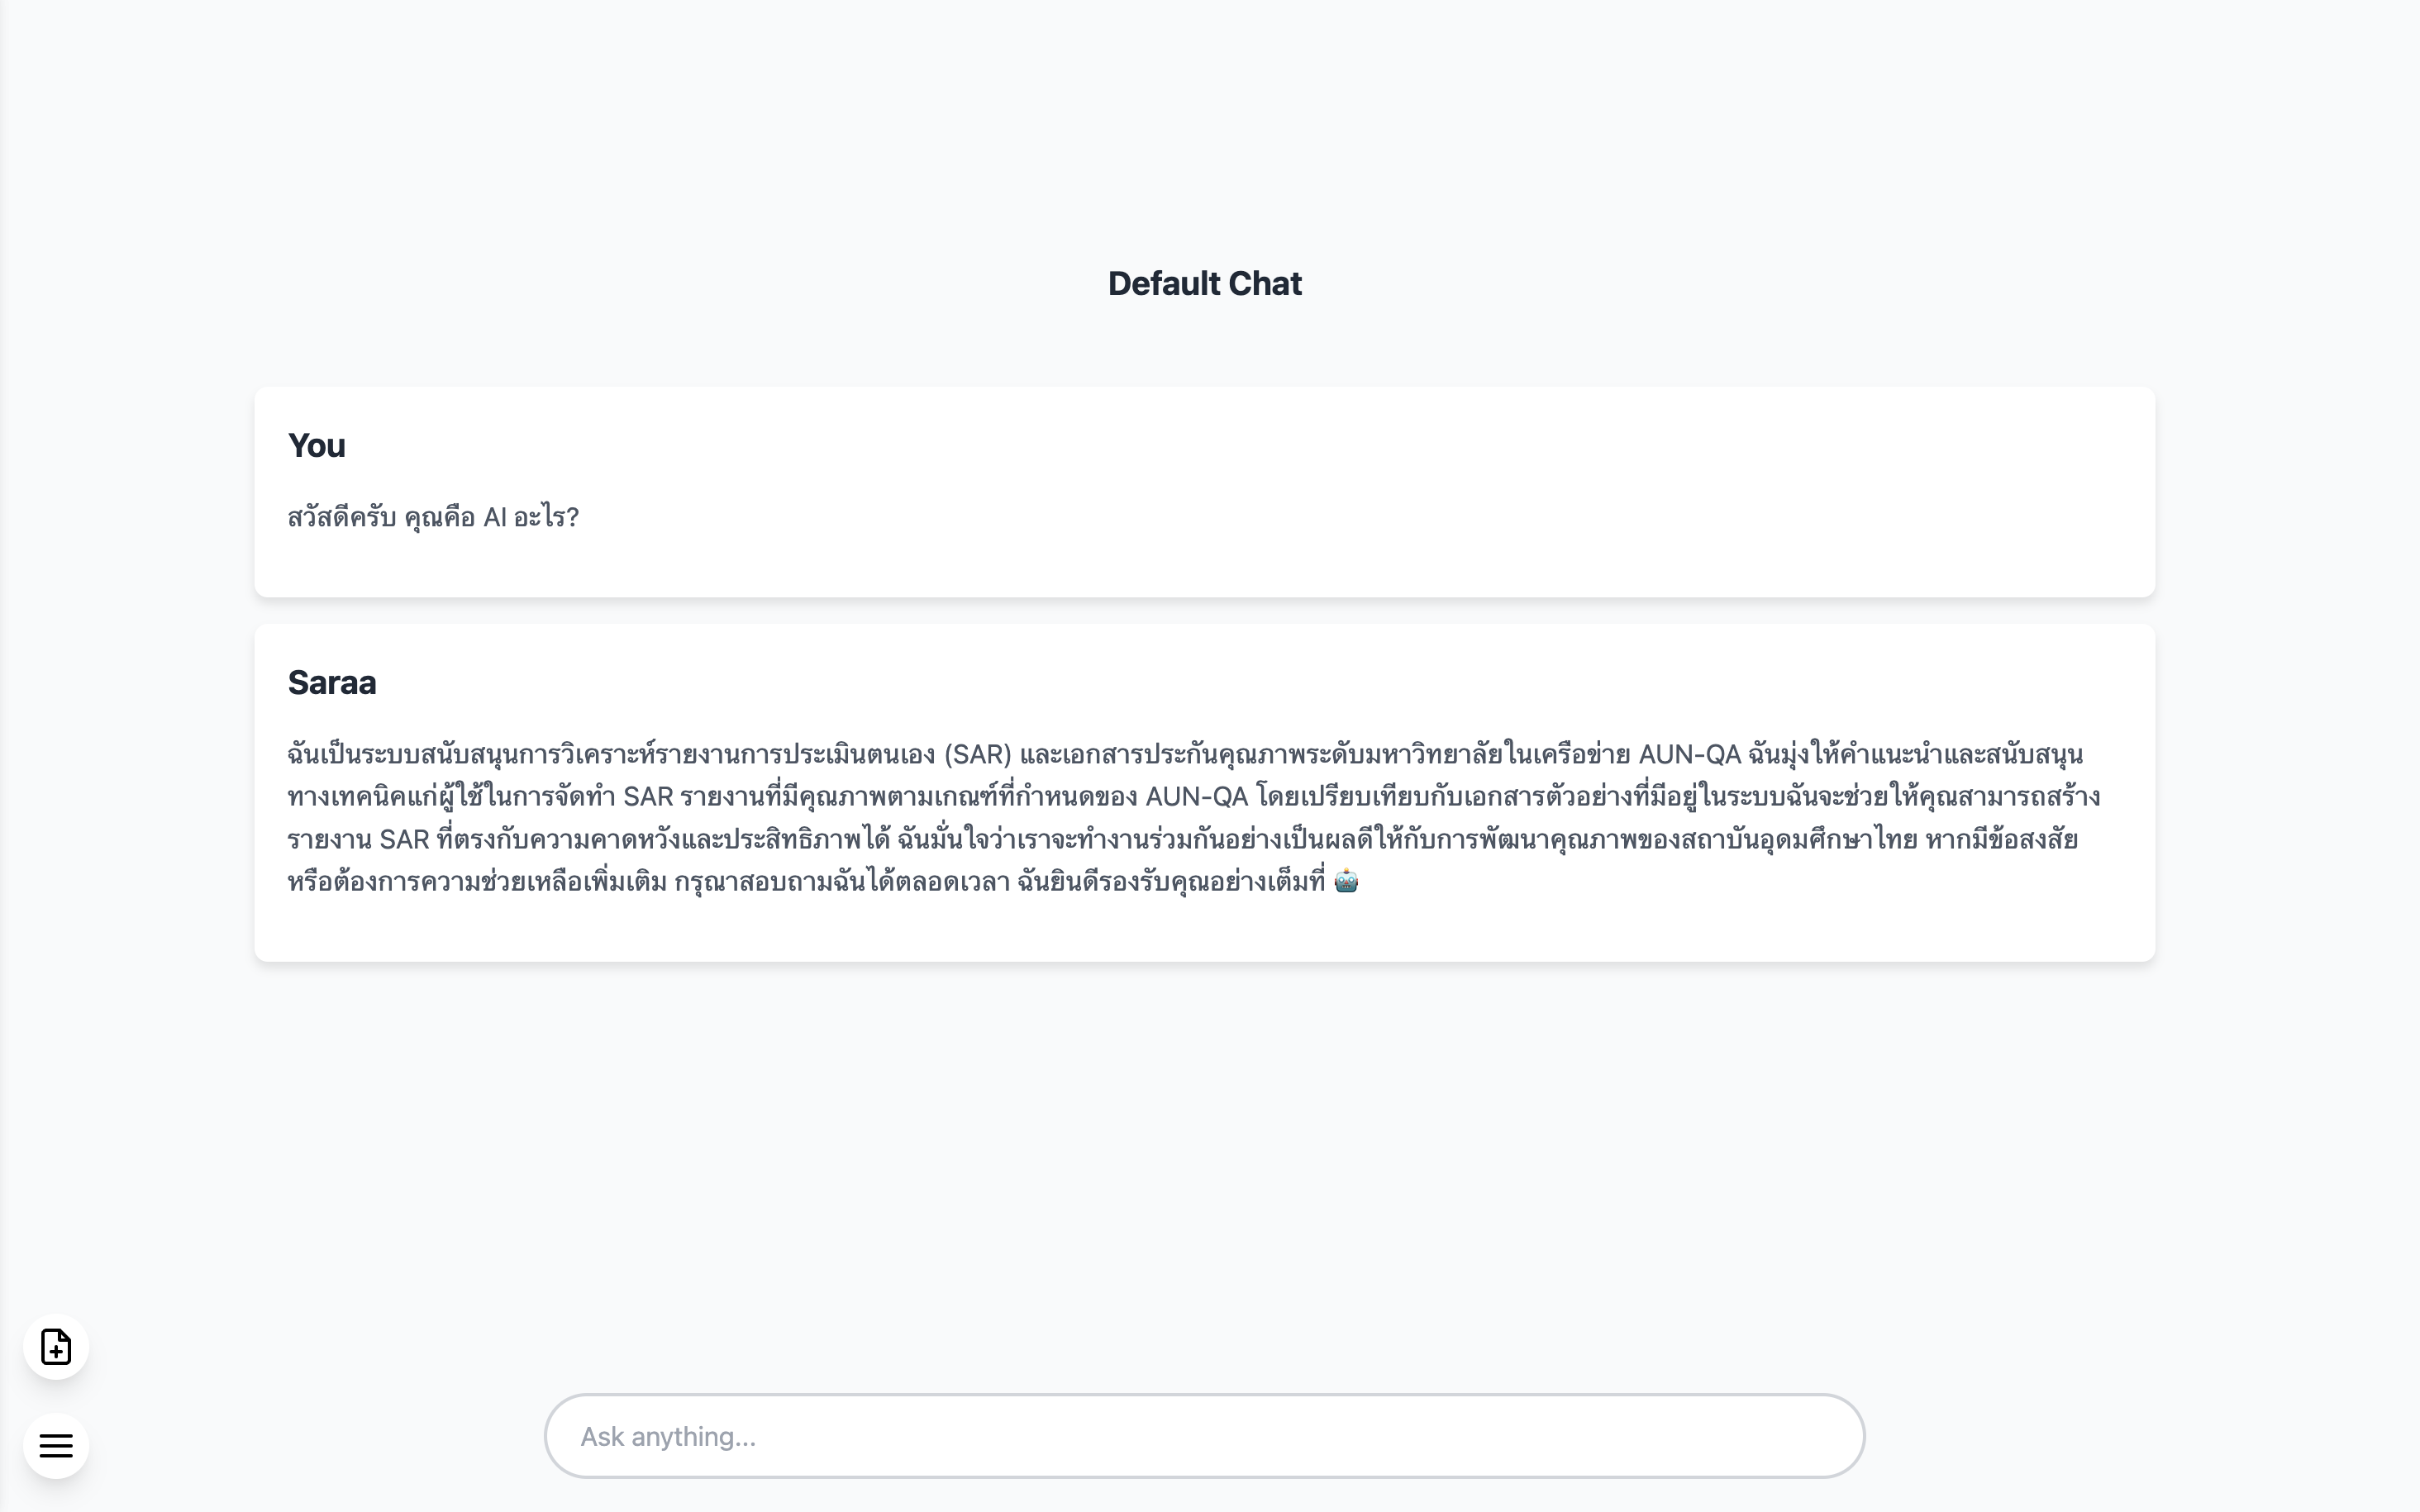 Default Chat
You
สวัสดีครับ คุณคือ AI อะไร?
Saraa
ฉันเป็นระบบสนับสนุนการวิเคราะห์รายงานการประเมินตนเอง (SAR) และเอกสารประกันคุณภาพระดับมหาวิทยาลัยในเครือข่าย AUN-QA ฉันมุ่งให้คำแนะนำและสนับสนุน
ทางเทคนิคแก่ผู้ใช้ในการจัดทำ SAR รายงานที่มีคุณภาพตามเกณฑ์ที่กำหนดของ AUN-QA โดยเปรียบเทียบกับเอกสารตัวอย่างที่มีอยู่ในระบบฉันจะช่วยให้คุณสามารถสร้าง
รายงาน SAR ที่ตรงกับความคาดหวังและประสิทธิภาพได้ ฉันมั่นใจว่าเราจะทำงานร่วมกันอย่างเป็นผลดีให้กับการพัฒนาคุณภาพของสถาบันอุดมศึกษาไทย หากมีข้อสงสัย
หรือต้องการความช่วยเหลือเพิ่มเติม กรุณาสอบถามฉันได้ตลอดเวลา ฉันยินดีรองรับคุณอย่างเต็มที่ 🤖
Ask anything...